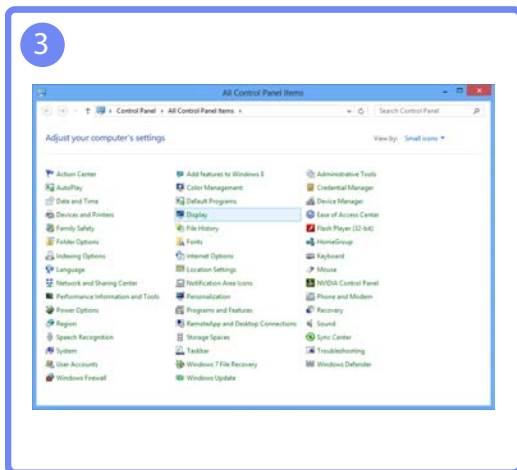 3
All Control Panel Items
Control Panel All Control Panel Items Search Control Panel
Adjust your computer's settings View by: Small icons
Action Center Add features to Windows 8 Administrative Tools
AutoPlay Color Management Credential Manager
Date and Time Default Programs Device Manager
Devices and Printers Display Ease of Access Center
Family Safety File History Flash Player (32-bit)
Folder Options Fonts HomeGroup
Indexing Options Internet Options Keyboard
Language Location Settings Mouse
Network and Sharing Center Notification Area Icons NVIDIA Control Panel
Performance Information and Tools Personalization Phone and Modem
Power Options Programs and Features Recovery
Region RemoteApp and Desktop Connections Sound
Speech Recognition Storage Spaces Sync Center
System Taskbar Troubleshooting
User Accounts Windows 7 File Recovery Windows Defender
Windows Firewall Windows Update